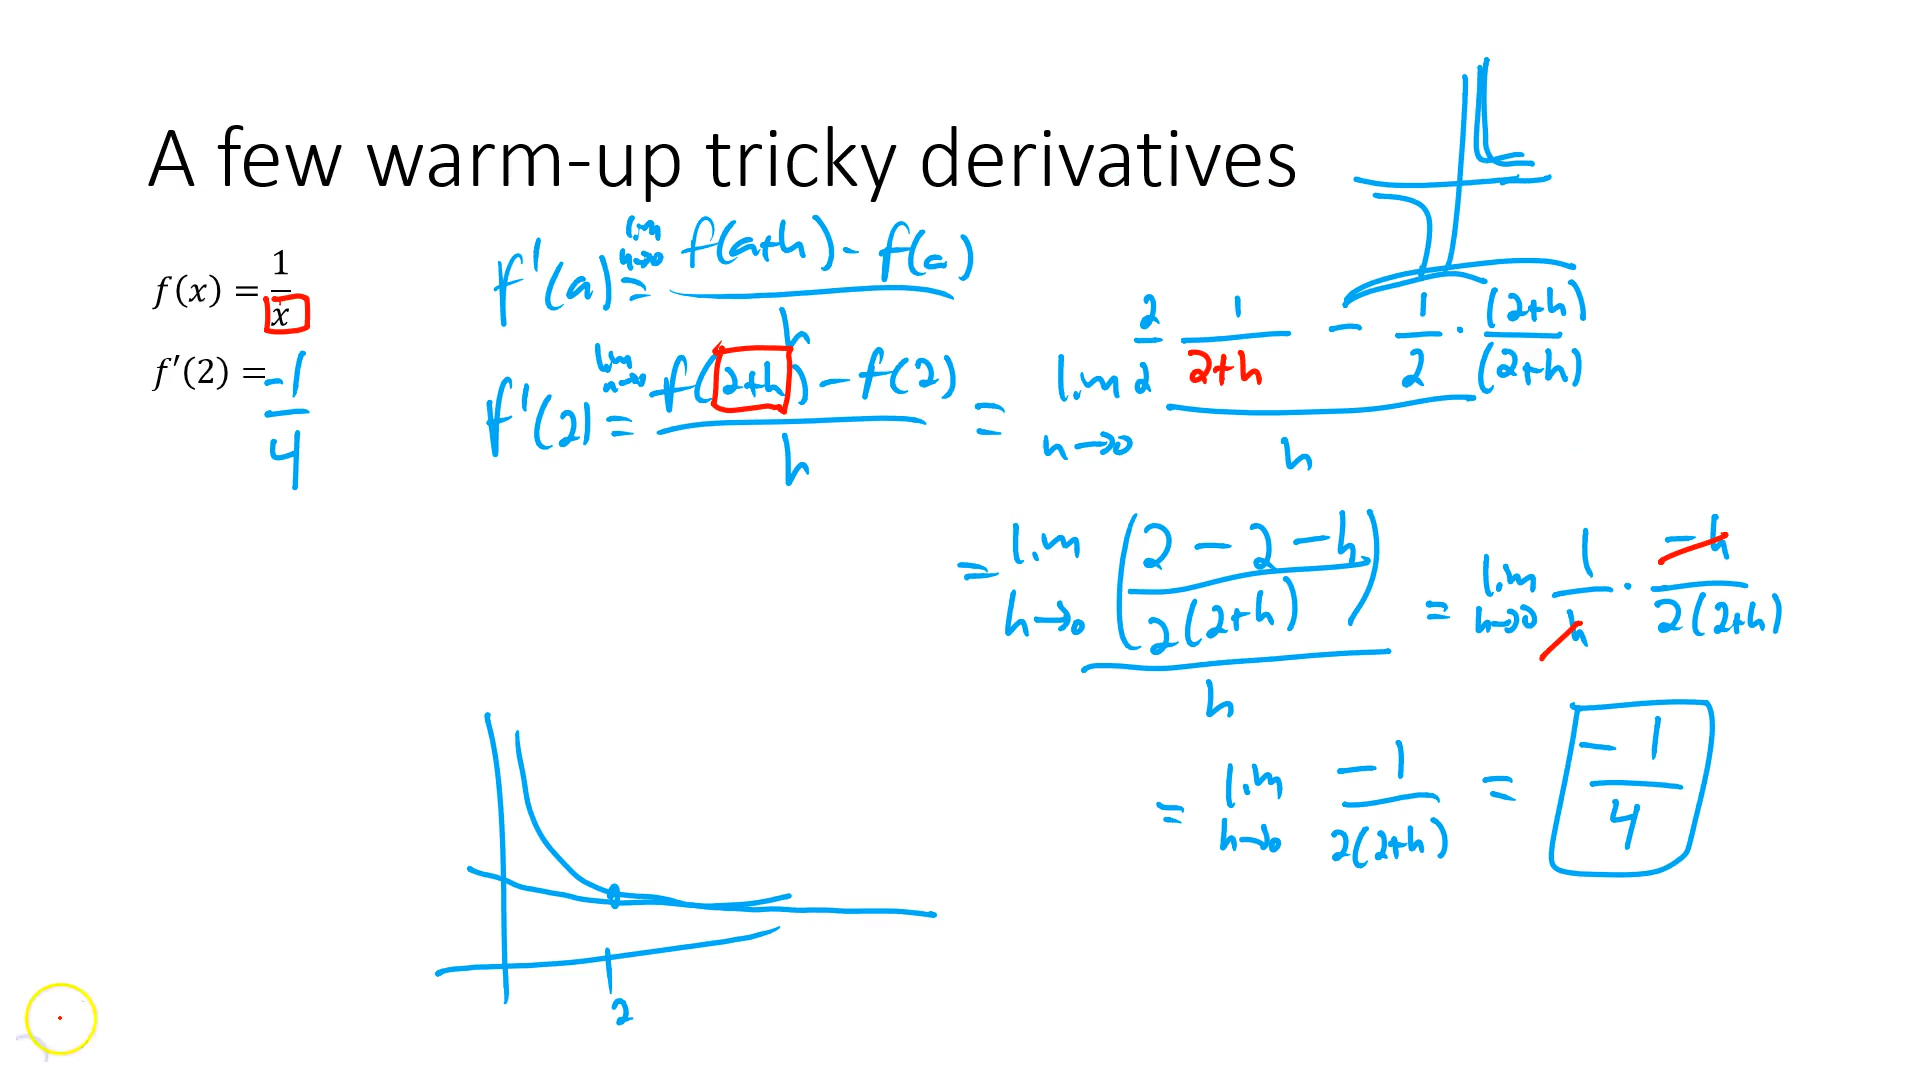 A few warm-up tricky derivatives
f(x) = 1/x
f'(2) = -1/4
f'(a) = lim h→0 (f(a+h) - f(a))/h
f'(2) = lim h→0 (f(2+h) - f(2))/h = lim h→0 (2/2 1/(2+h) - 1/2 · (2+h)/(2+h))/h
= lim h→0 ((2-2-h)/(2(2+h)))/h = lim h→0 1/h · -h/(2(2+h))
= lim h→0 -1/(2(2+h)) = -1/4
2